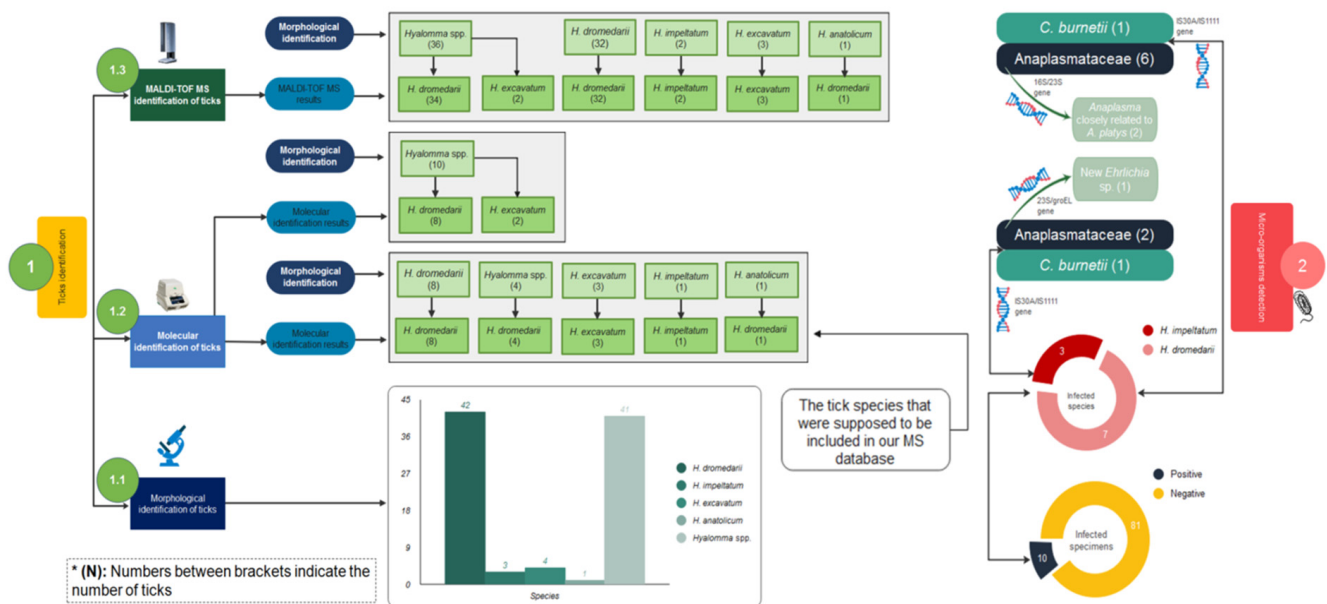 1
Ticks identification
1.3
MALDI-TOF MS
identification of ticks
Morphological
identification
MALDI-TOF MS
results
Hyalomma spp.
(36)
H. dromedarii
(32)
H. impeltatum
(2)
H. excavatum
(3)
H. anatolicum
(1)
H. dromedarii
(34)
H. excavatum
(2)
H. dromedarii
(32)
H. impeltatum
(2)
H. excavatum
(3)
H. dromedarii
(1)
1.2
Molecular
identification of ticks
Morphological
identification
Molecular
identification results
Hyalomma spp.
(10)
H. dromedarii
(8)
H. excavatum
(2)
Morphological
identification
Molecular
identification results
H. dromedarii
(8)
Hyalomma spp.
(4)
H. excavatum
(3)
H. impeltatum
(1)
H. anatolicum
(1)
H. dromedarii
(8)
H. dromedarii
(4)
H. excavatum
(3)
H. impeltatum
(1)
H. dromedarii
(1)
1.1
Morphological
identification of ticks
45
36
27
18
9
0
42
3
4
1
41
Species
H. dromedarii
H. impeltatum
H. excavatum
H. anatolicum
Hyalomma spp.
The tick species that
were supposed to be
included in our MS
database
* (N): Numbers between brackets indicate the
number of ticks
C. burnetii (1)
IS30A/IS1111
gene
Anaplasmataceae (6)
16S/23S
gene
Anaplasma
closely related to
A. platys (2)
New Ehrlichia
sp. (1)
23S/groEL
gene
Anaplasmataceae (2)
C. burnetii (1)
IS30A/IS1111
gene
H. impeltatum
H. dromedarii
3
Infected
species
7
Positive
Negative
81
Infected
specimens
10
2
Micro-organisms detection